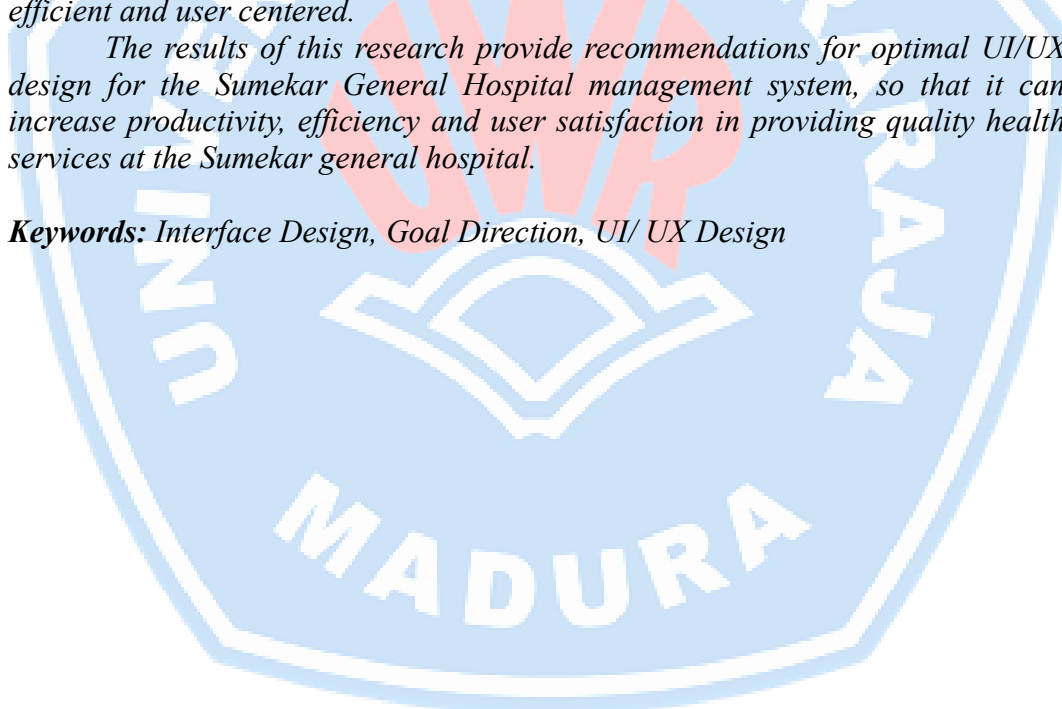 efficient and user centered.
The results of this research provide recommendations for optimal UI/UX
design for the Sumekar General Hospital management system, so that it can
increase productivity, efficiency and user satisfaction in providing quality health
services at the Sumekar general hospital.
Keywords: Interface Design, Goal Direction, UI/ UX Design
UWR
MADURA